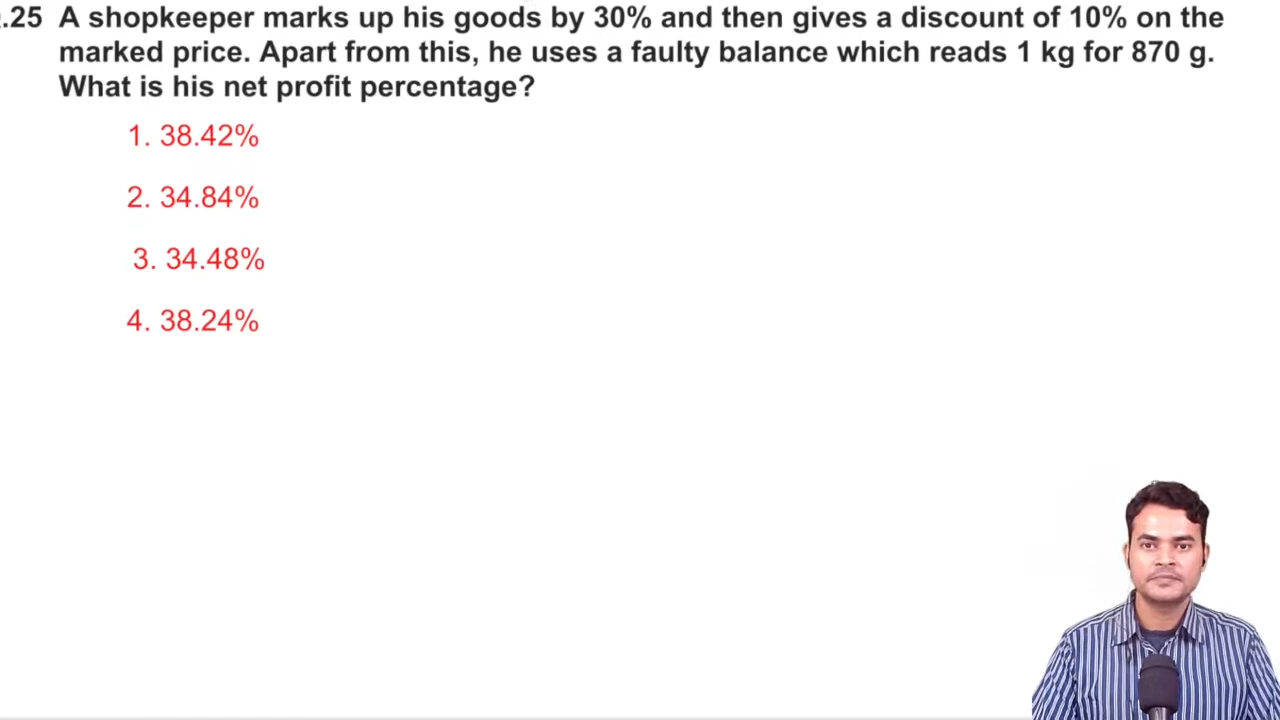 .25 A shopkeeper marks up his goods by 30% and then gives a discount of 10% on the
marked price. Apart from this, he uses a faulty balance which reads 1 kg for 870 g.
What is his net profit percentage?
1. 38.42%
2. 34.84%
3. 34.48%
4. 38.24%